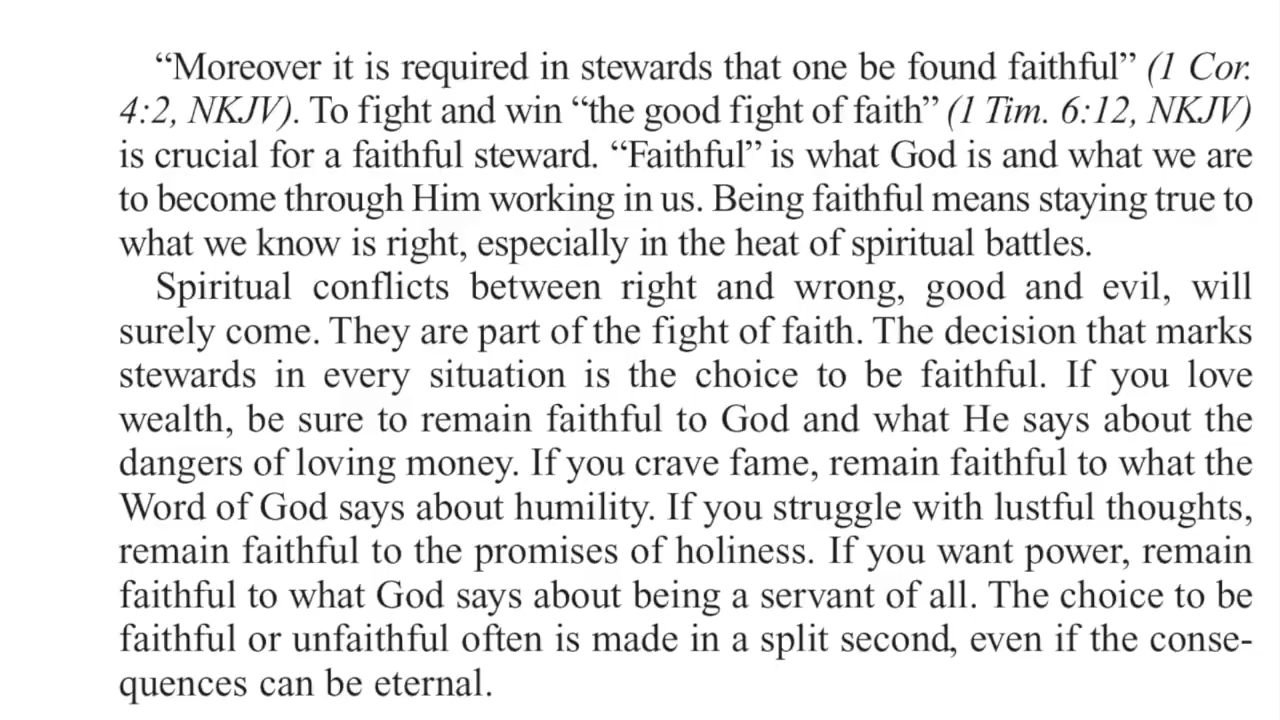 “Moreover it is required in stewards that one be found faithful” (1 Cor.
4:2, NKJV). To fight and win “the good fight of faith” (1 Tim. 6:12, NKJV)
is crucial for a faithful steward. “Faithful” is what God is and what we are
to become through Him working in us. Being faithful means staying true to
what we know is right, especially in the heat of spiritual battles.
Spiritual conflicts between right and wrong, good and evil, will
surely come. They are part of the fight of faith. The decision that marks
stewards in every situation is the choice to be faithful. If you love
wealth, be sure to remain faithful to God and what He says about the
dangers of loving money. If you crave fame, remain faithful to what the
Word of God says about humility. If you struggle with lustful thoughts,
remain faithful to the promises of holiness. If you want power, remain
faithful to what God says about being a servant of all. The choice to be
faithful or unfaithful often is made in a split second, even if the conse-
quences can be eternal.